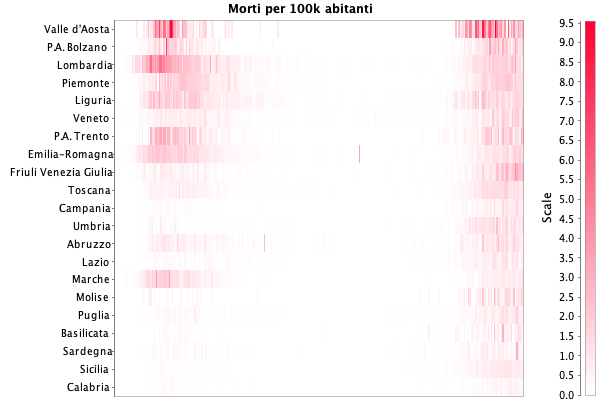 Morti per 100k abitanti
Valle d'Aosta
P.A. Bolzano
Lombardia
Piemonte
Liguria
Veneto
P.A. Trento
Emilia-Romagna
Friuli Venezia Giulia
Toscana
Campania
Umbria
Abruzzo
Lazio
Marche
Molise
Puglia
Basilicata
Sardegna
Sicilia
Calabria
Scale
9.5
9.0
8.5
8.0
7.5
7.0
6.5
6.0
5.5
5.0
4.5
4.0
3.5
3.0
2.5
2.0
1.5
1.0
0.5
0.0